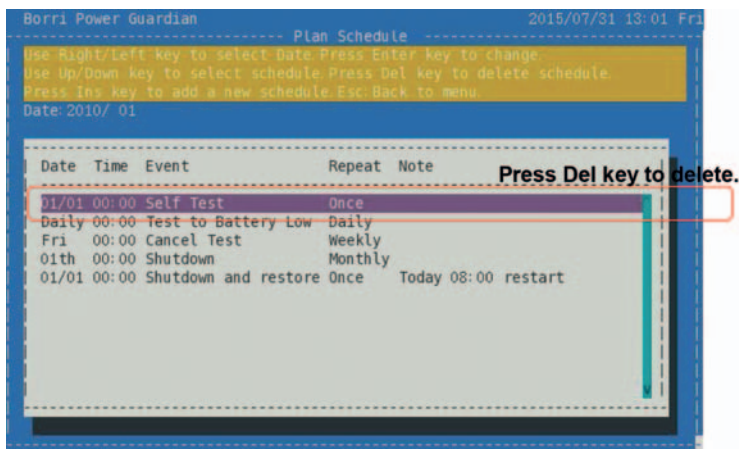 Borri Power Guardian 2015/07/31 13:01 Fri
Plan Schedule
Use Right/Left key to select Date.Press Enter key to change.
Use Up/Down key to select schedule.Press Del key to delete schedule.
Press Ins key to add a new schedule.Esc:Back to menu.
Date:2010/ 01
Date Time Event Repeat Note
Press Del key to delete.
01/01 00:00 Self Test Once
Daily 00:00 Test to Battery Low Daily
Fri 00:00 Cancel Test Weekly
01th 00:00 Shutdown Monthly
01/01 00:00 Shutdown and restore Once Today 08:00 restart